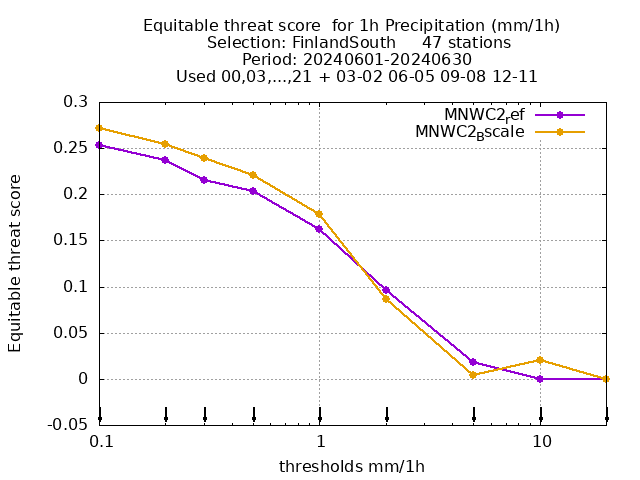 Equitable threat score  for 1h Precipitation (mm/1h)
Selection: FinlandSouth     47 stations
Period: 20240601-20240630
Used 00,03,...,21 + 03-02 06-05 09-08 12-11
MNWC2ref
MNWC2Bscale
0.3
0.25
0.2
0.15
0.1
0.05
0
-0.05
Equitable threat score
0.1 1 10
thresholds mm/1h